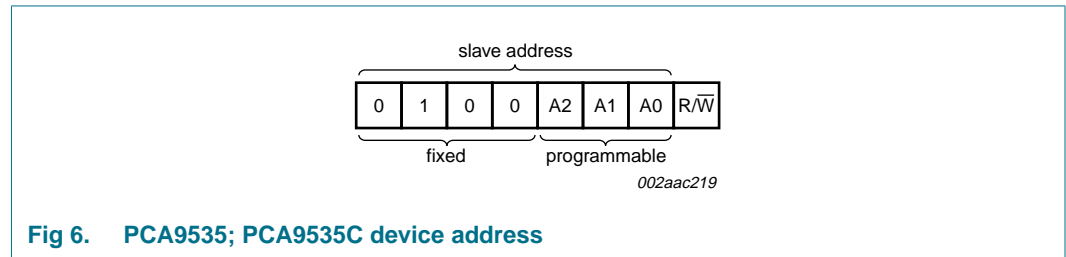 slave address
0 1 0 0 A2 A1 A0 R/W̅
fixed programmable
002aac219
Fig 6. PCA9535; PCA9535C device address